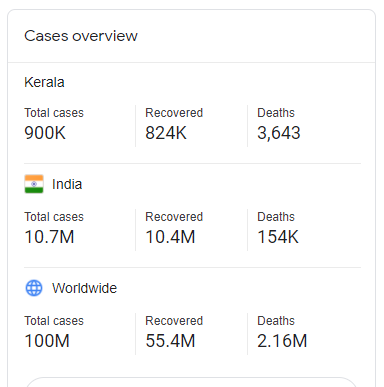 Cases overview
Kerala
Total cases Recovered Deaths
900K 824K 3,643
India
Total cases Recovered Deaths
10.7M 10.4M 154K
Worldwide
Total cases Recovered Deaths
100M 55.4M 2.16M